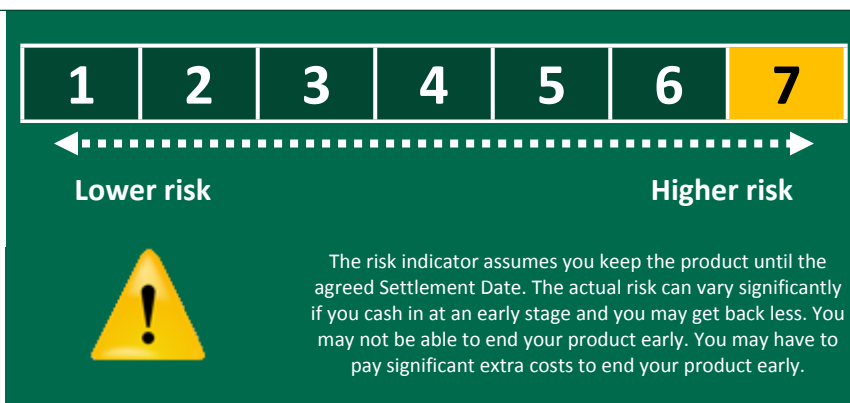 1 2 3 4 5 6 7
Lower risk Higher risk
The risk indicator assumes you keep the product until the
agreed Settlement Date. The actual risk can vary significantly
if you cash in at an early stage and you may get back less. You
may not be able to end your product early. You may have to
pay significant extra costs to end your product early.